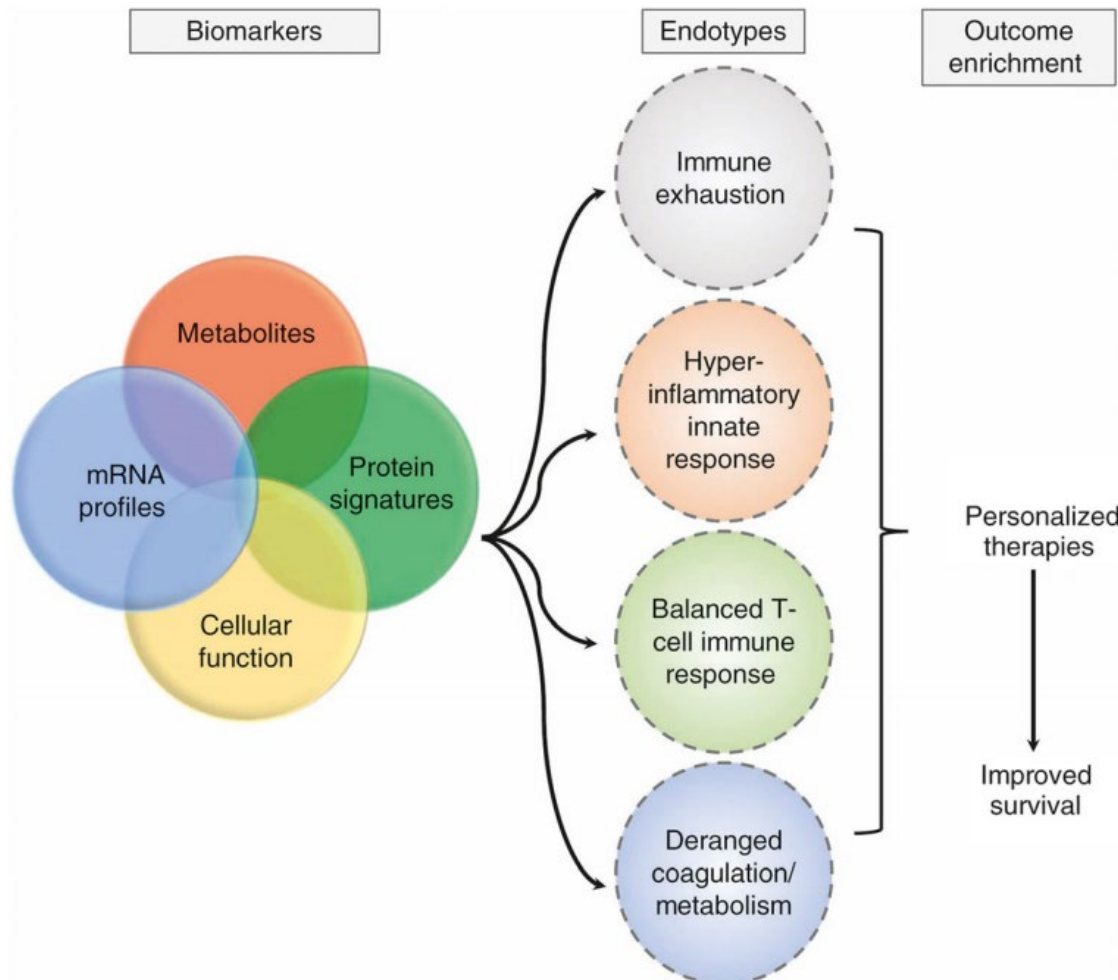 Biomarkers
Endotypes
Outcome
enrichment
Metabolites
mRNA
profiles
Protein
signatures
Cellular
function
Immune
exhaustion
Hyper-
inflammatory
innate
response
Balanced T-
cell immune
response
Deranged
coagulation/
metabolism
Personalized
therapies
Improved
survival